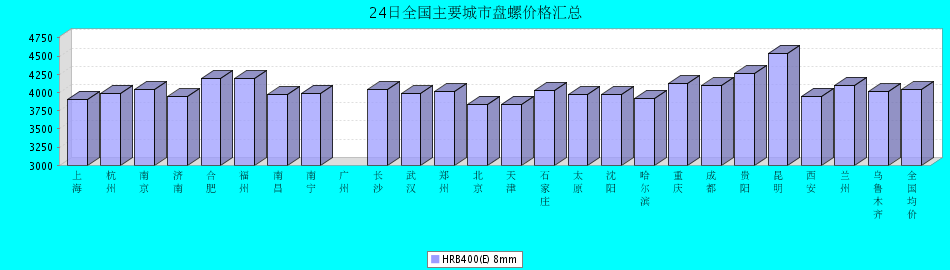 24日全国主要城市盘螺价格汇总
4750
4500
4250
4000
3750
3500
3250
3000
上海
杭州
南京
济南
合肥
福州
南昌
南宁
广州
长沙
武汉
郑州
北京
天津
石家庄
太原
沈阳
哈尔滨
重庆
成都
贵阳
昆明
西安
兰州
乌鲁木齐
全国均价
HRB400(E) 8mm